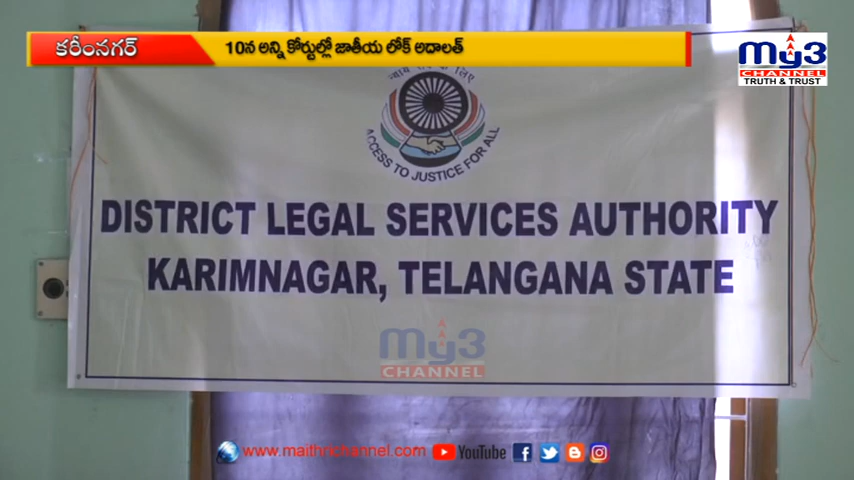 కరీంనగర్
10న అన్ని కోర్టుల్లో జాతీయ లోక్ అదాలత్
My3
CHANNEL
TRUTH & TRUST
न्याय सब के लिए
ACCESS TO JUSTICE FOR ALL
DISTRICT LEGAL SERVICES AUTHORITY
KARIMNAGAR, TELANGANA STATE
My3
CHANNEL
www.maithrichannel.com
YouTube